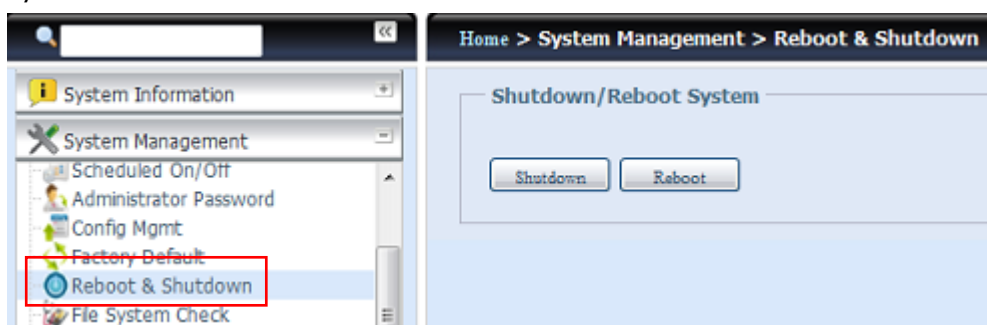 Home > System Management > Reboot & Shutdown
System Information
System Management
Scheduled On/Off
Administrator Password
Config Mgmt
Factory Default
Reboot & Shutdown
File System Check
Shutdown/Reboot System
Shutdown Reboot